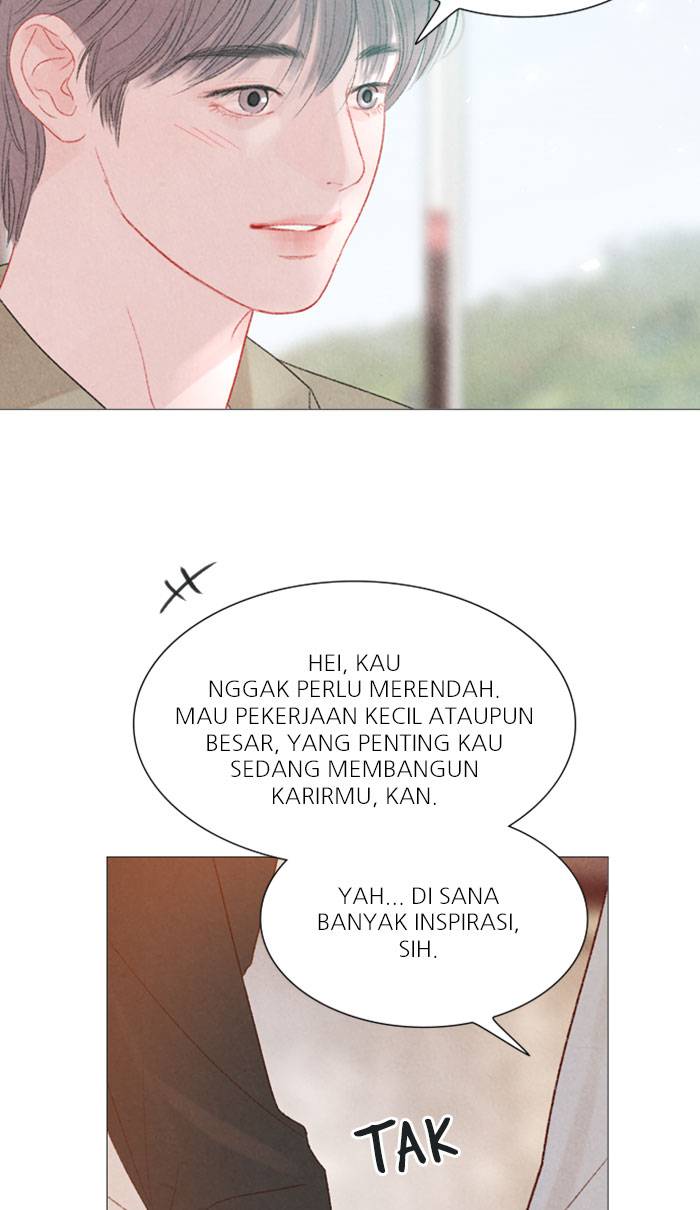 HEI, KAU
NGGAK PERLU MERENDAH.
MAU PEKERJAAN KECIL ATAUPUN
BESAR, YANG PENTING KAU
SEDANG MEMBANGUN
KARIRMU, KAN.
YAH... DI SANA
BANYAK INSPIRASI,
SIH.
TAK